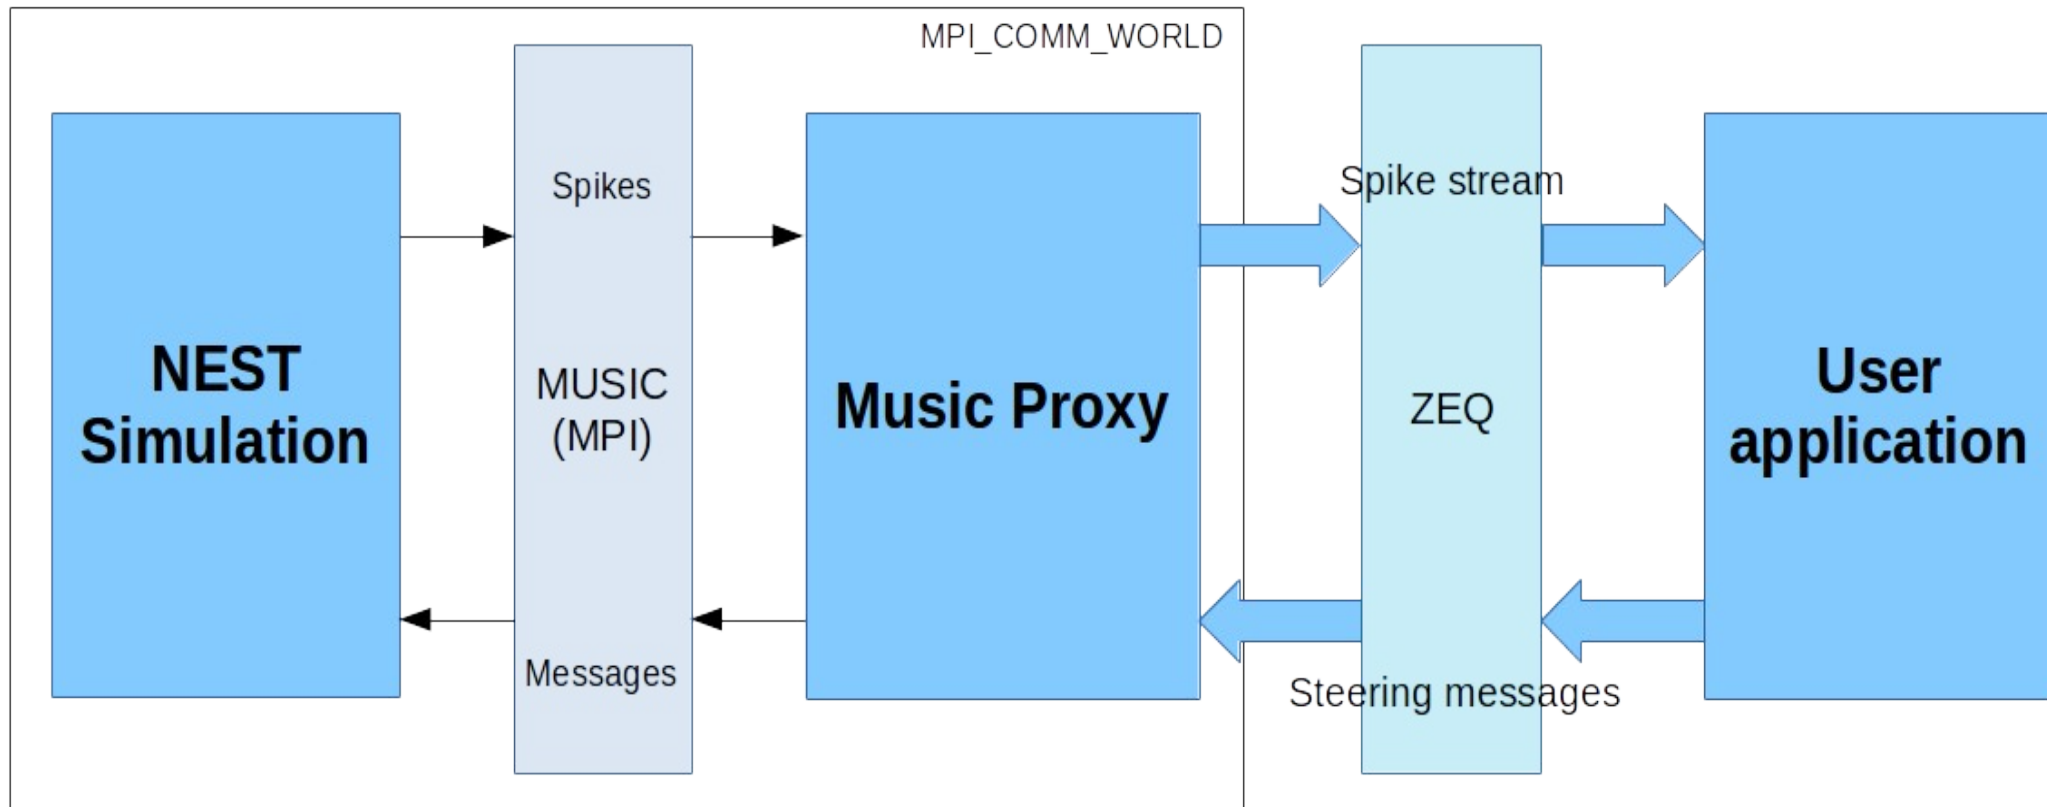 MPI_COMM_WORLD
NEST
Simulation
Spikes
MUSIC
(MPI)
Messages
Music Proxy
Spike stream
ZEQ
Steering messages
User
application